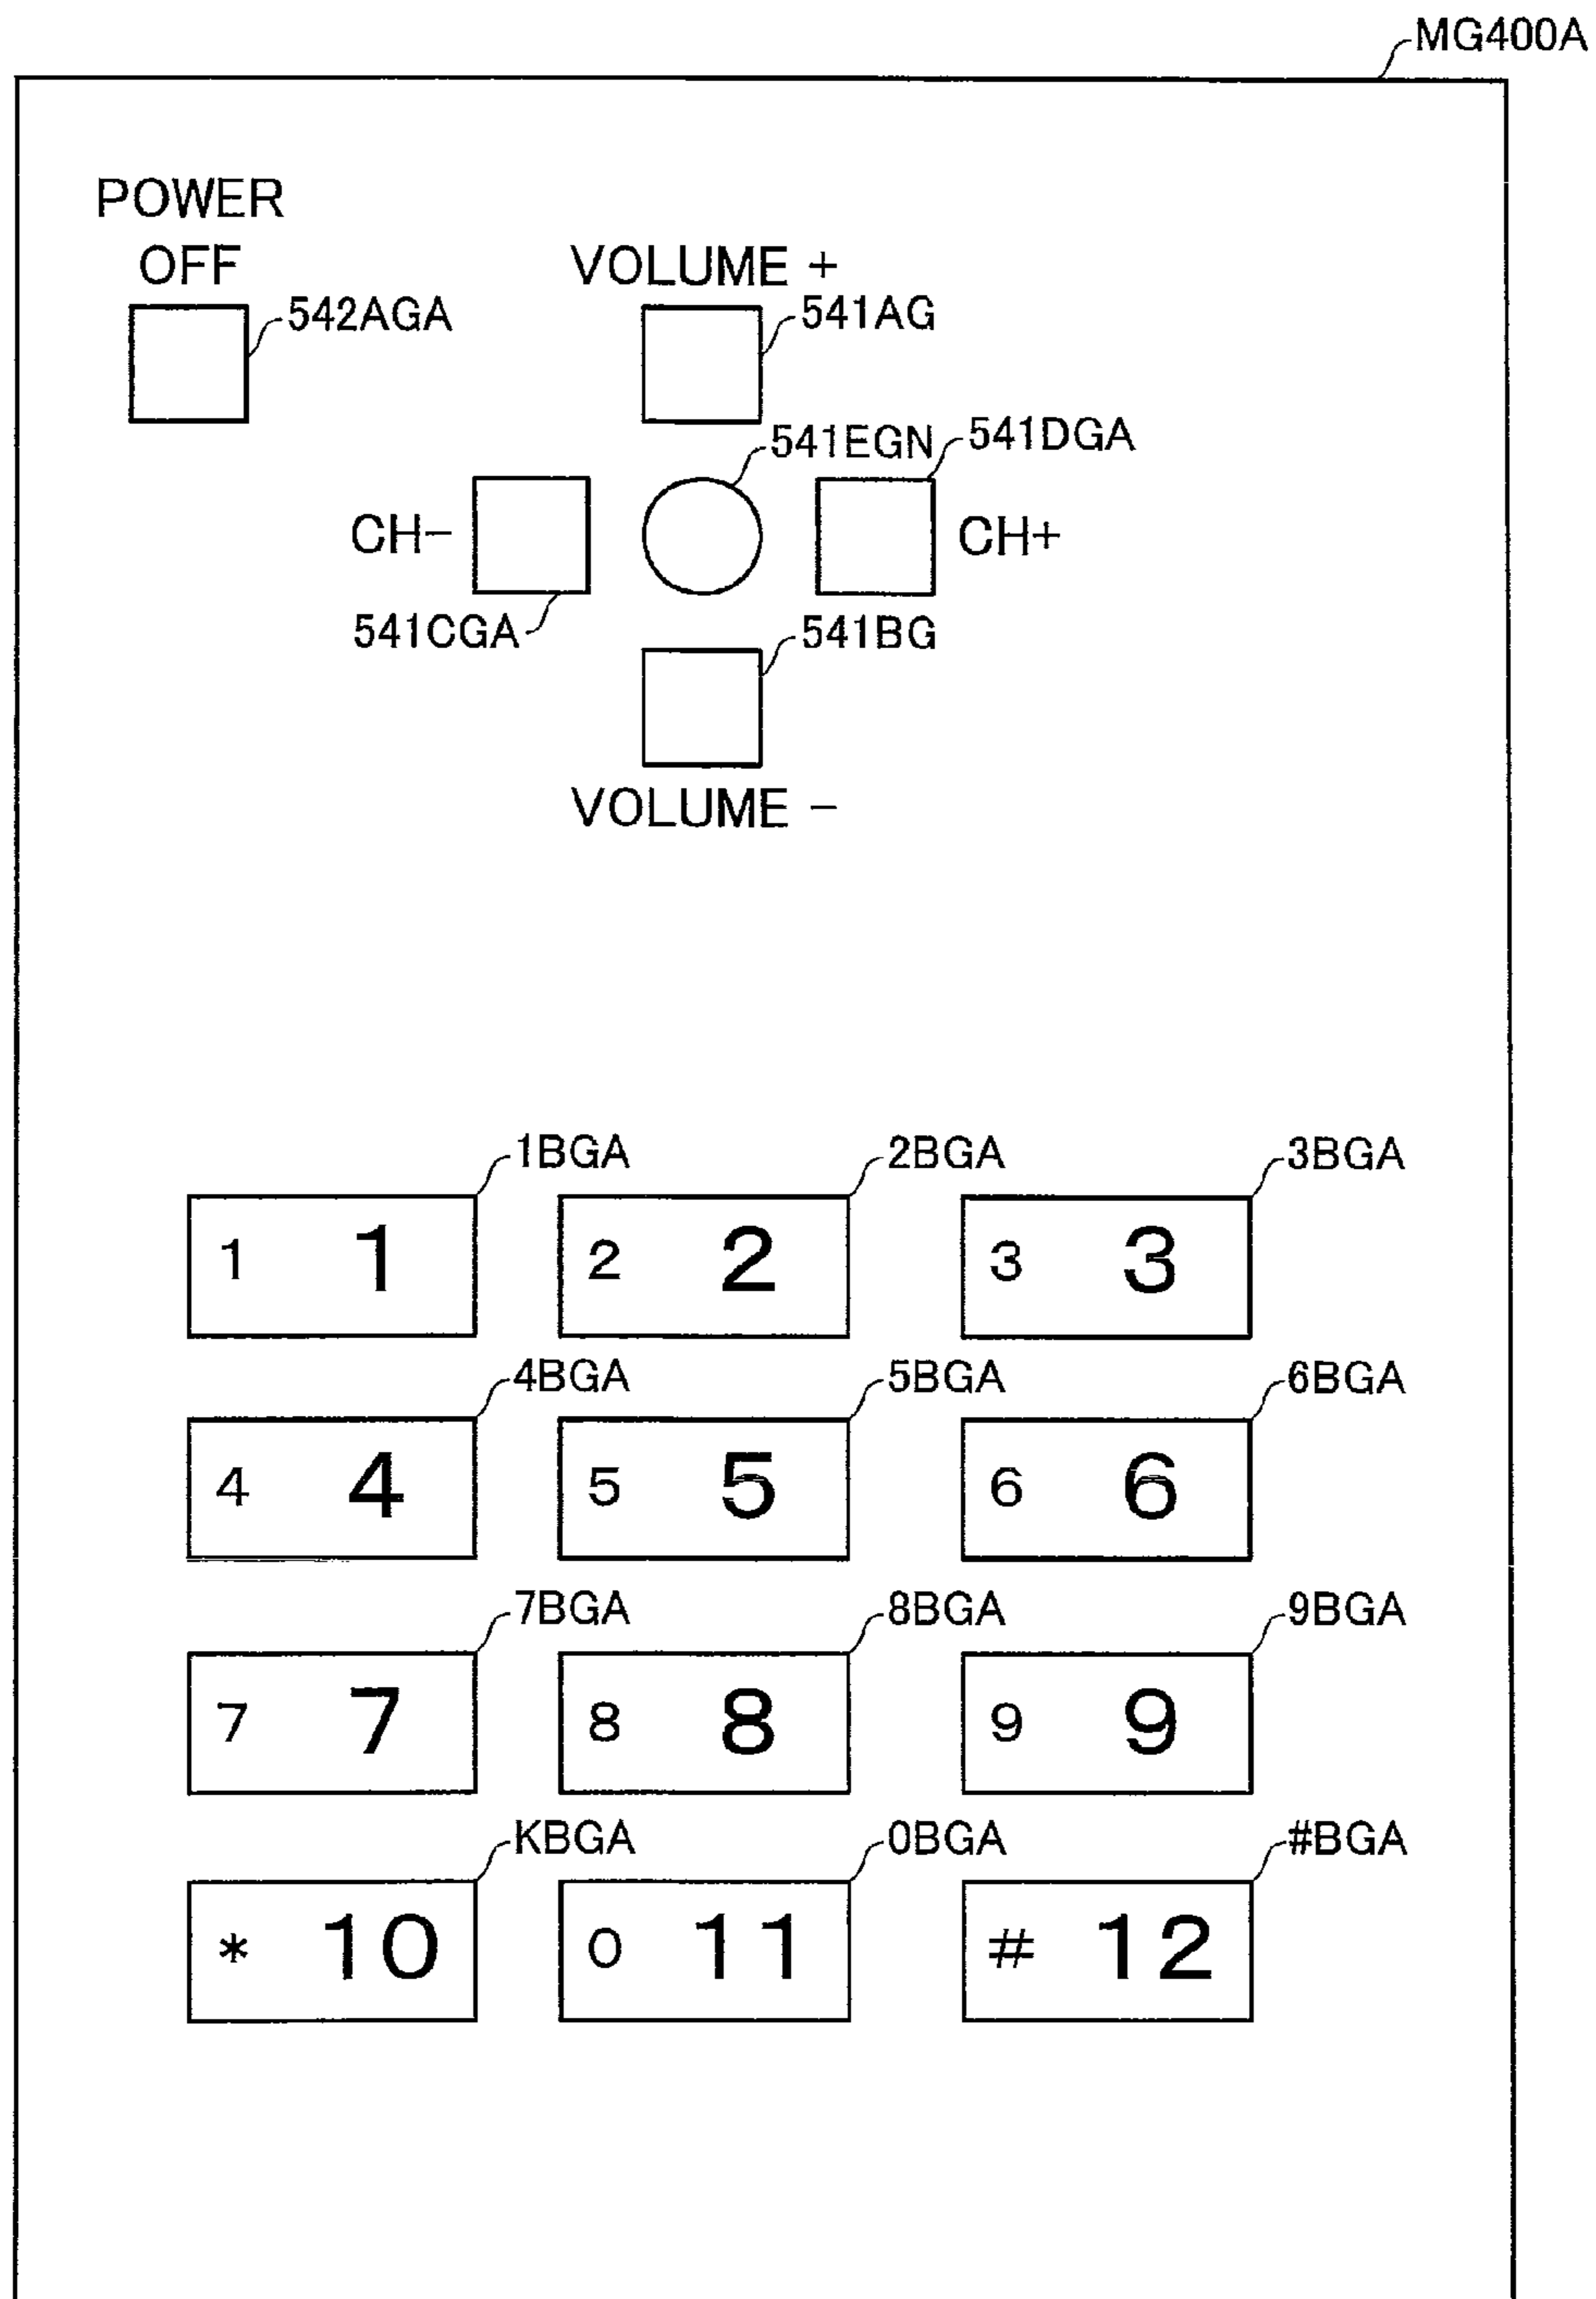 MG400A
POWER
OFF
VOLUME +
542AGA
541AG
541EGN
541DGA
CH-
CH+
541CGA
541BG
VOLUME -
1BGA
2BGA
3BGA
1 1
2 2
3 3
4BGA
5BGA
6BGA
4 4
5 5
6 6
7BGA
8BGA
9BGA
7 7
8 8
9 9
KBGA
0BGA
#BGA
* 10
0 11
# 12